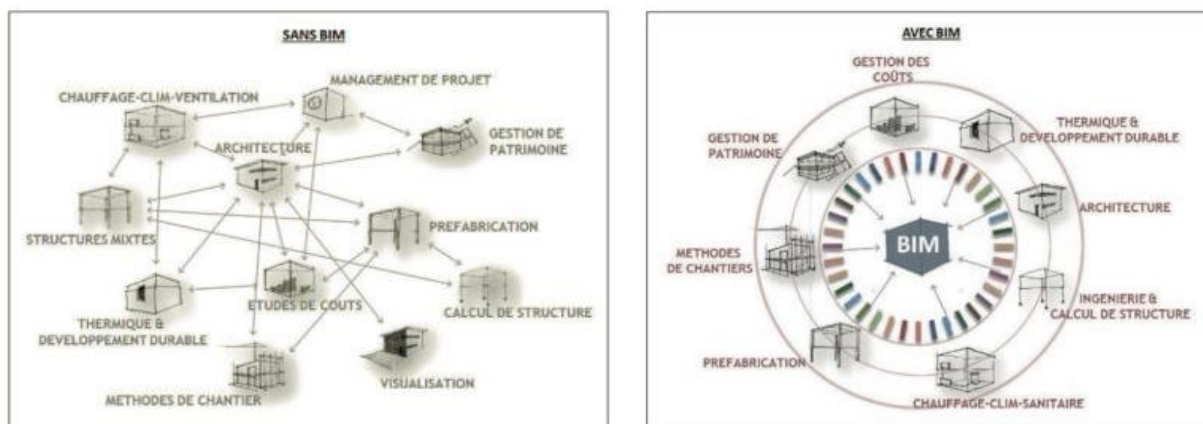 SANS BIM
MANAGEMENT DE PROJET
CHAUFFAGE-CLIM-VENTILATION
ARCHITECTURE
GESTION DE
PATRIMOINE
STRUCTURES MIXTES
PREFABRICATION
ETUDES DE COUTS
CALCUL DE STRUCTURE
THERMIQUE &
DEVELOPPEMENT DURABLE
VISUALISATION
METHODES DE CHANTIER
AVEC BIM
GESTION DES
COÛTS
THERMIQUE &
DEVELOPPEMENT DURABLE
GESTION DE
PATRIMOINE
ARCHITECTURE
BIM
METHODES
DE CHANTIERS
INGENIERIE &
CALCUL DE STRUCTURE
PREFABRICATION
CHAUFFAGE-CLIM-SANITAIRE